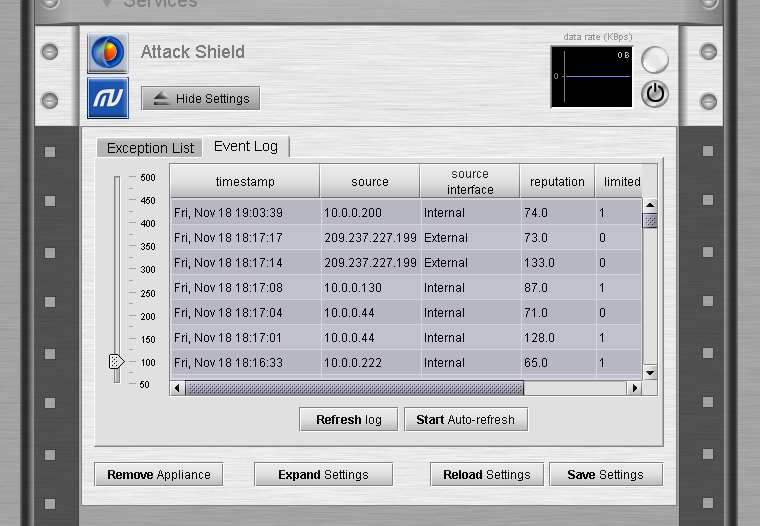 Services
data rate (KBps)
Attack Shield
0 B
0
Hide Settings
Exception List
Event Log
timestamp source source interface reputation limited
500
450
400
350
300
250
200
150
100
50
Fri, Nov 18 19:03:39 10.0.0.200 Internal 74.0 1
Fri, Nov 18 18:17:17 209.237.227.199 External 73.0 0
Fri, Nov 18 18:17:14 209.237.227.199 External 133.0 0
Fri, Nov 18 18:17:08 10.0.0.130 Internal 87.0 1
Fri, Nov 18 18:17:04 10.0.0.44 Internal 71.0 0
Fri, Nov 18 18:17:01 10.0.0.44 Internal 128.0 1
Fri, Nov 18 18:16:33 10.0.0.222 Internal 65.0 1
Refresh log
Start Auto-refresh
Remove Appliance
Expand Settings
Reload Settings
Save Settings